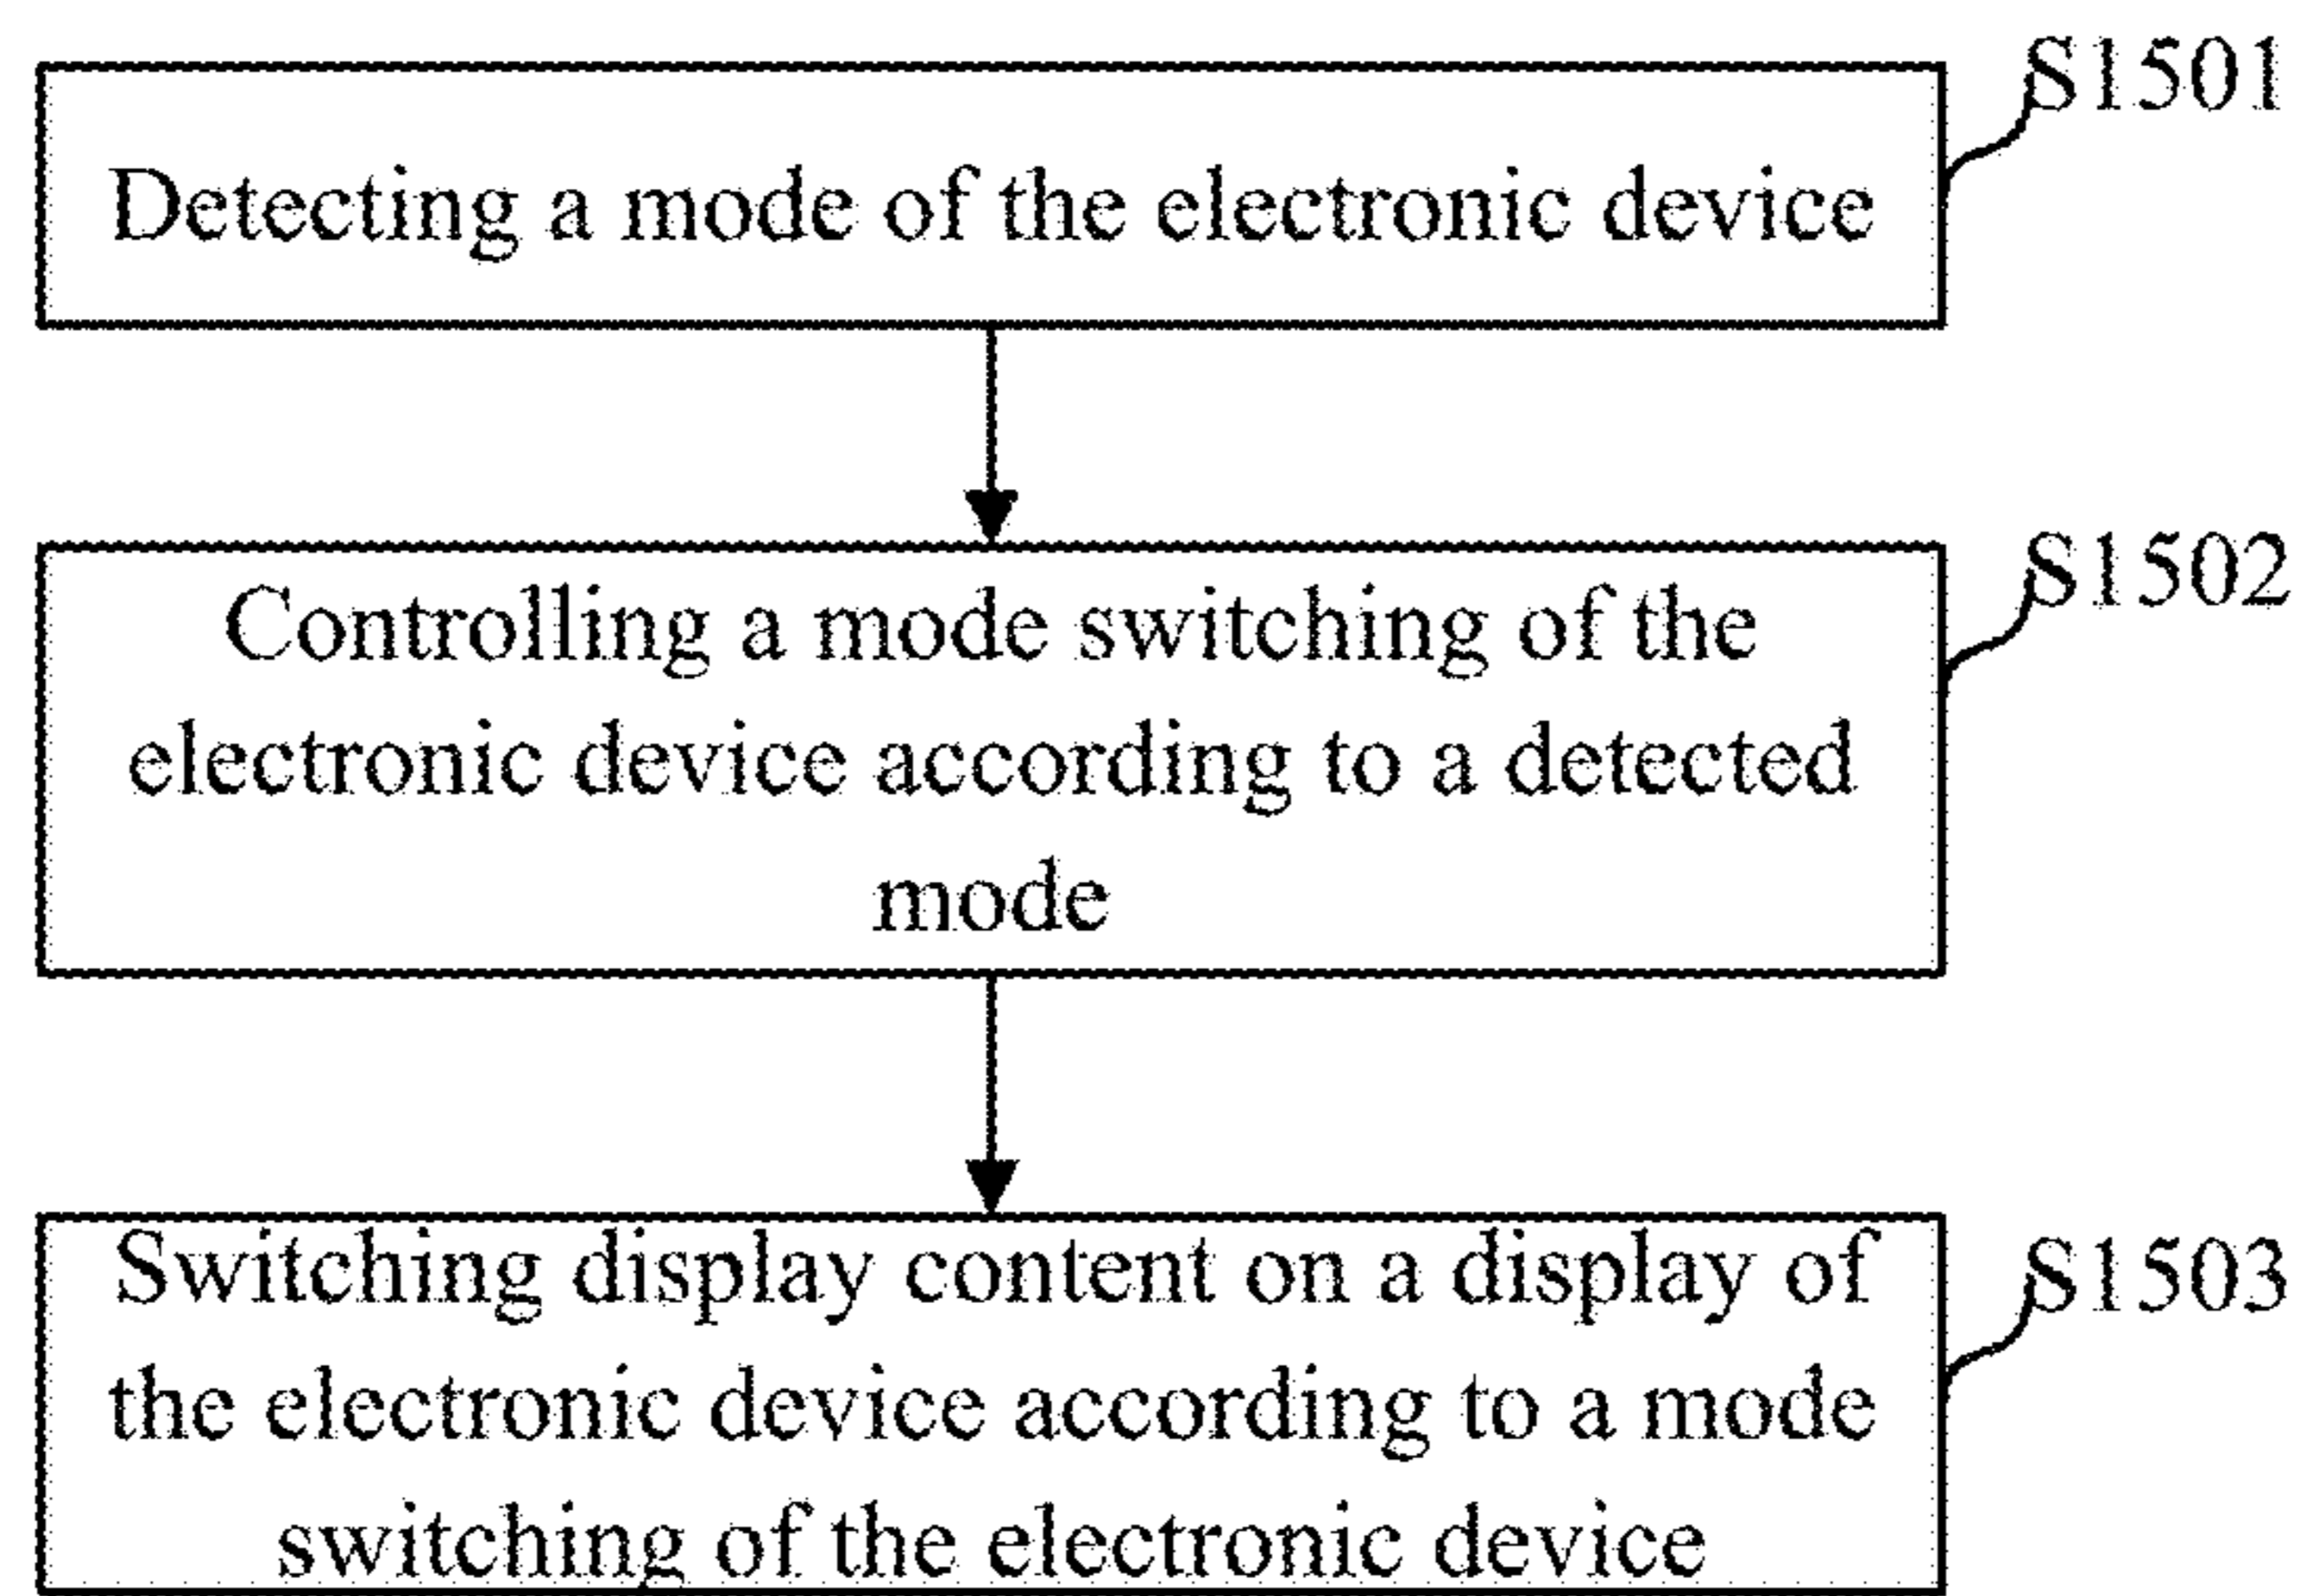 S1501
Detecting a mode of the electronic device
S1502
Controlling a mode switching of the
electronic device according to a detected
mode
S1503
Switching display content on a display of
the electronic device according to a mode
switching of the electronic device